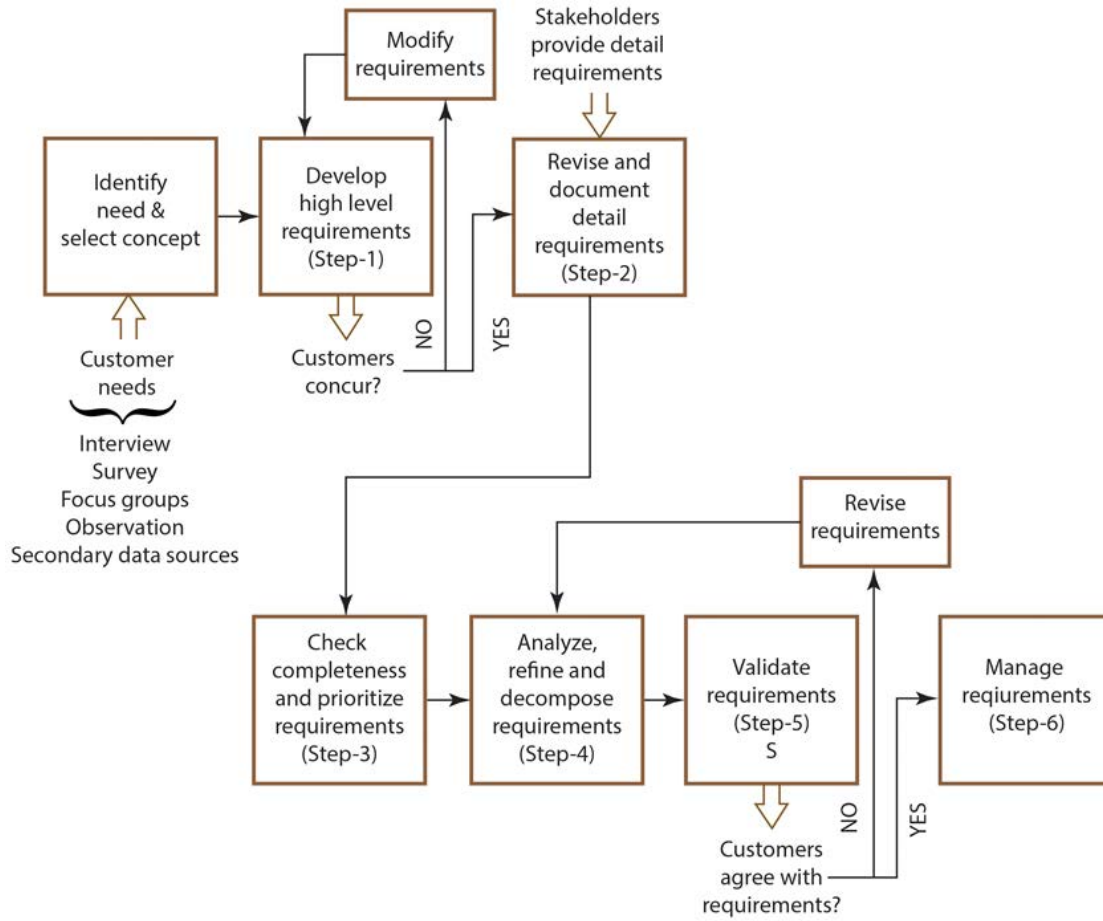 Modify
requirements
Stakeholders
provide detail
requirements
Identify
need &
select concept
Develop
high level
requirements
(Step-1)
Revise and
document
detail
requirements
(Step-2)
NO
YES
Customers
concur?
Customer
needs
Interview
Survey
Focus groups
Observation
Secondary data sources
Revise
requirements
Check
completeness
and prioritize
requirements
(Step-3)
Analyze,
refine and
decompose
requirements
(Step-4)
Validate
requirements
(Step-5)
S
Manage
reqiurements
(Step-6)
NO
YES
Customers
agree with
requirements?